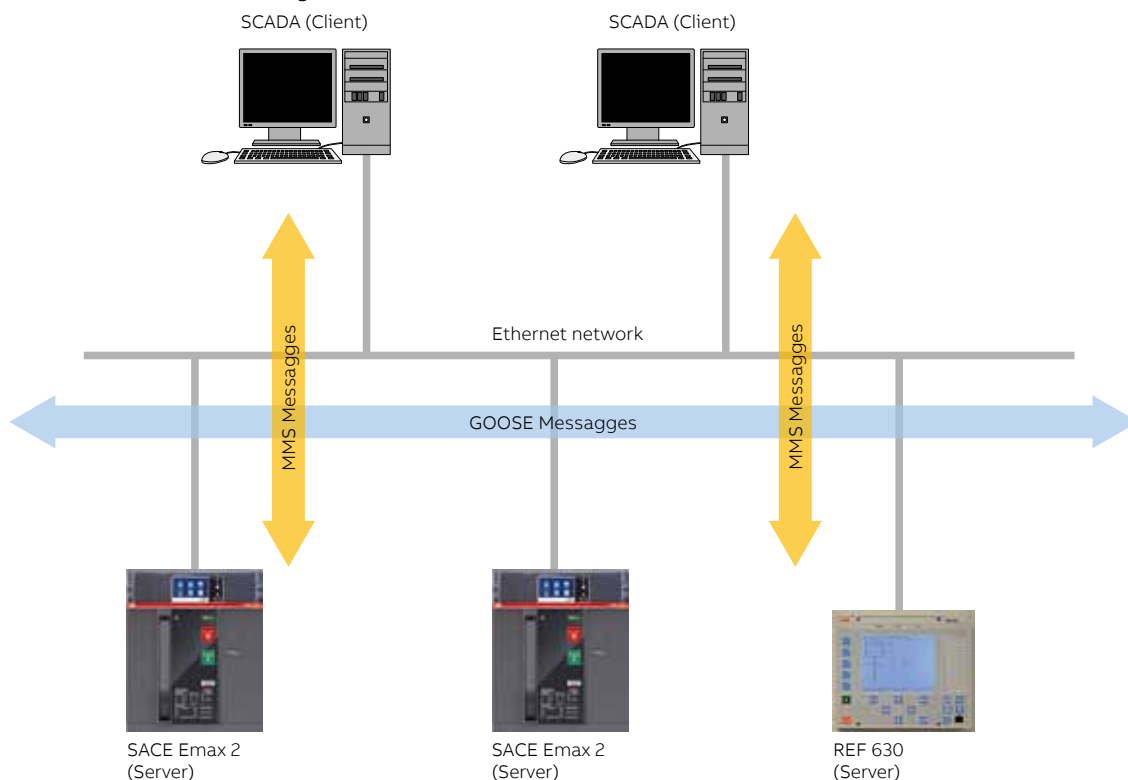 SCADA (Client)
SCADA (Client)
Ethernet network
MMS Messagges
GOOSE Messagges
MMS Messagges
SACE Emax 2
(Server)
SACE Emax 2
(Server)
REF 630
(Server)